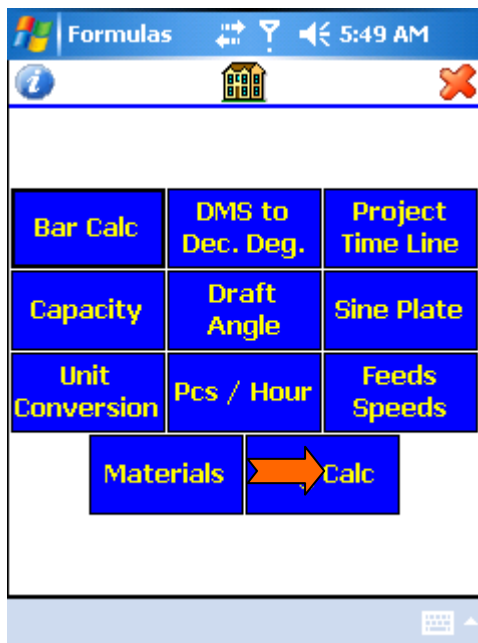 Formulas 5:49 AM
Bar Calc
DMS to
Dec. Deg.
Project
Time Line
Capacity
Draft
Angle
Sine Plate
Unit
Conversion
Pcs / Hour
Feeds
Speeds
Materials
Calc